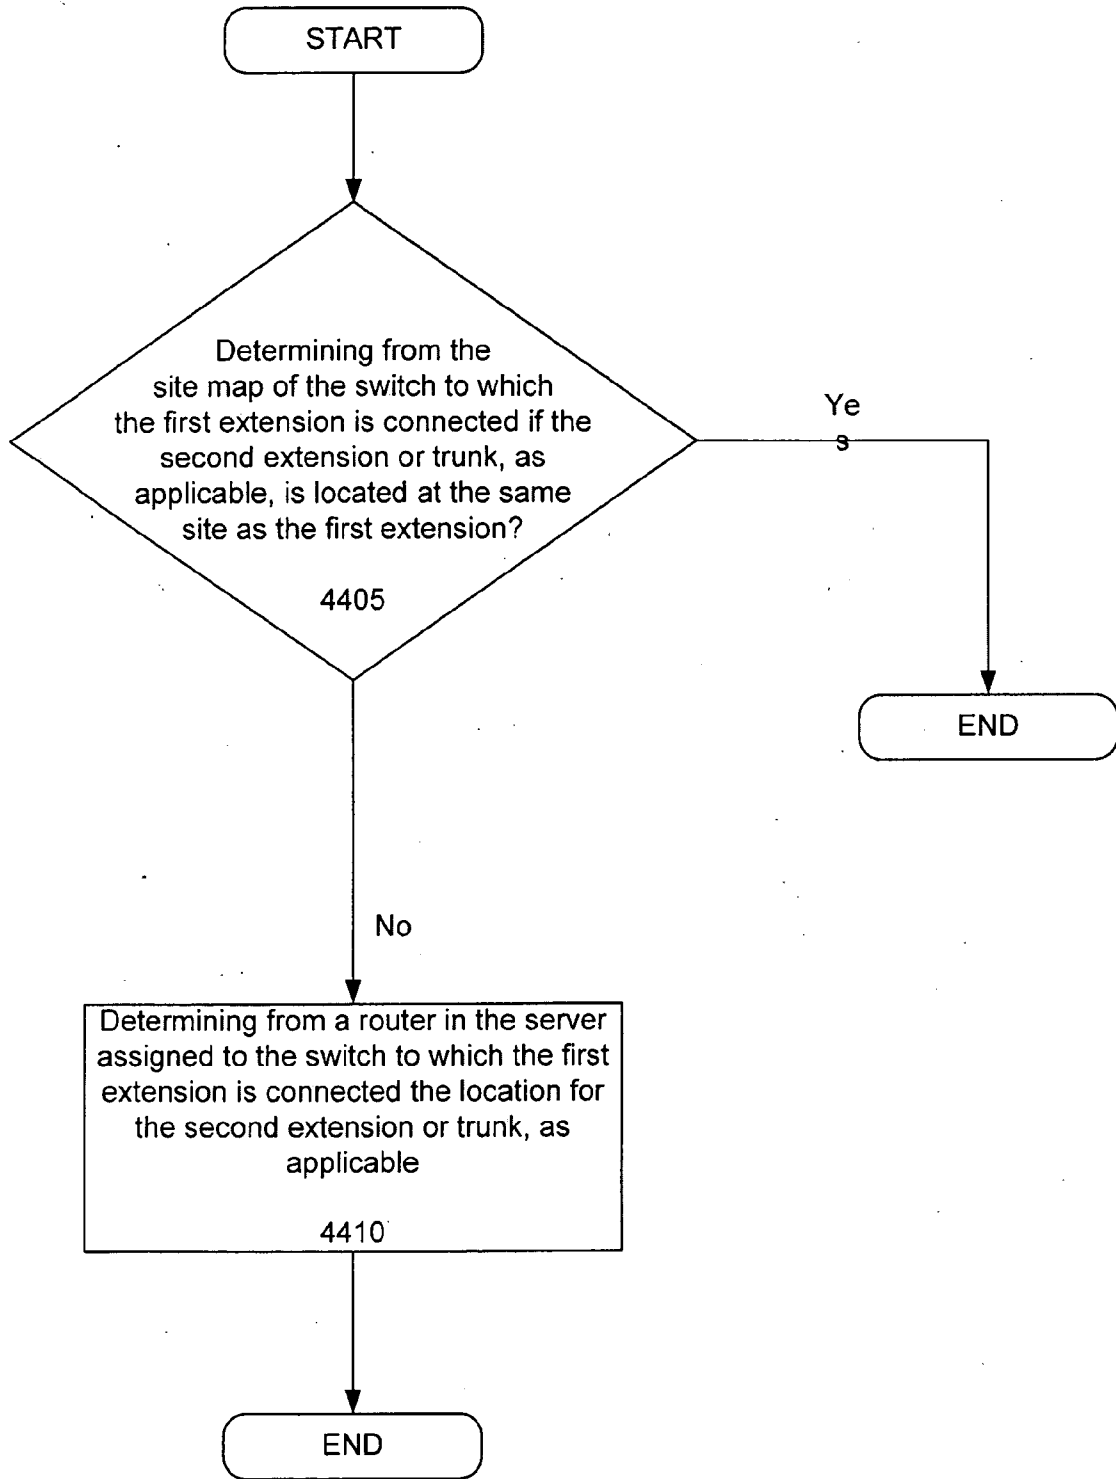 START
Determining from the
site map of the switch to which
the first extension is connected if the
second extension or trunk, as
applicable, is located at the same
site as the first extension?
4405
Ye
s
END
No
Determining from a router in the server
assigned to the switch to which the first
extension is connected the location for
the second extension or trunk, as
applicable
4410
END